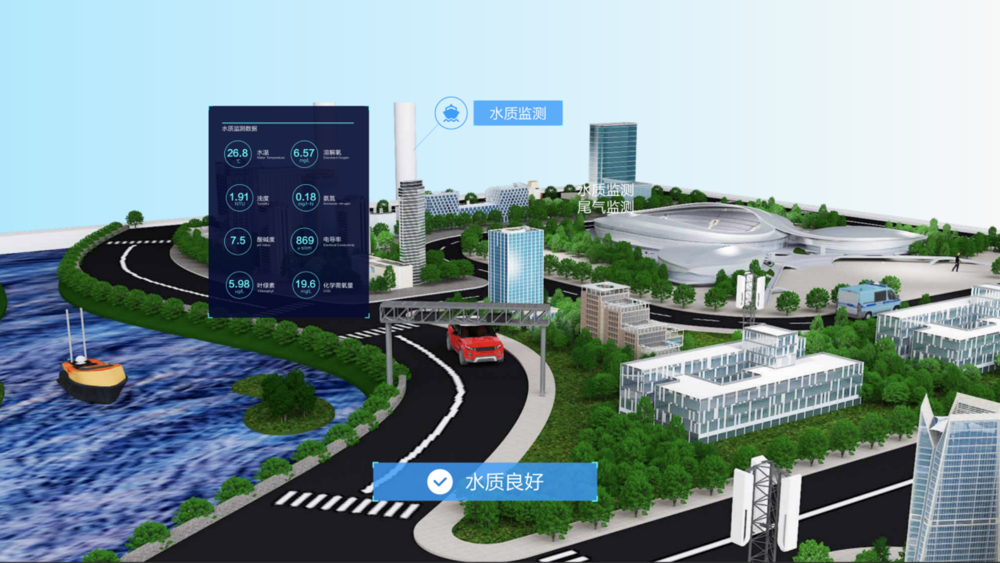 水质监测
水质监测数据
26.8
℃
水温
Water Temperature
6.57
mg/L
溶解氧
Dissolved Oxygen
1.91
NTU
浊度
Turbidity
0.18
mg/l-N
氨氮
Ammonia-nitrogen
7.5
酸碱度
pH Value
869
μ s/cm
电导率
Electrical Conductivity
5.98
ug/L
叶绿素
Chlorophyl
19.6
mg/L
化学需氧量
COD
水质监测
尾气监测
水质良好